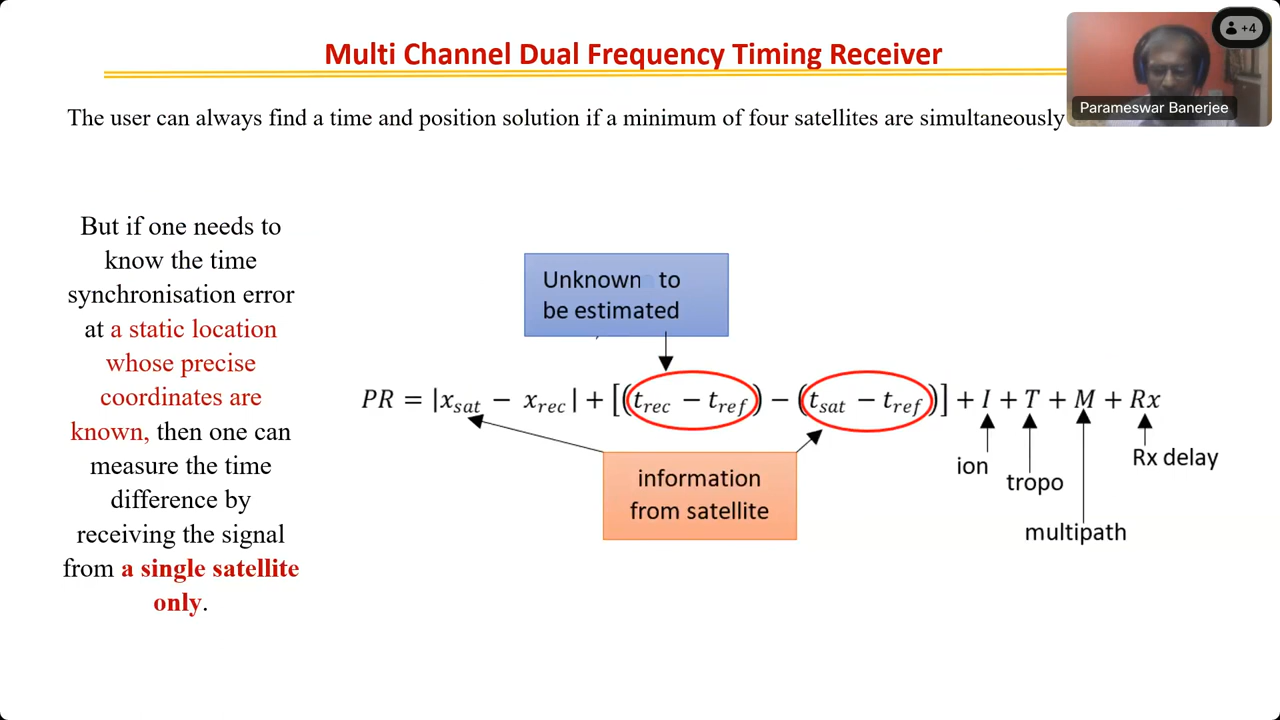 Multi Channel Dual Frequency Timing Receiver
+4
Parameswar Banerjee
The user can always find a time and position solution if a minimum of four satellites are simultaneously
But if one needs to
know the time
synchronisation error
at a static location
whose precise
coordinates are
known, then one can
measure the time
difference by
receiving the signal
from a single satellite
only.
Unknown to
be estimated
PR = |x_sat − x_rec| + [(t_rec − t_ref) − (t_sat − t_ref)] + I + T + M + Rx
information
from satellite
ion
tropo
multipath
Rx delay